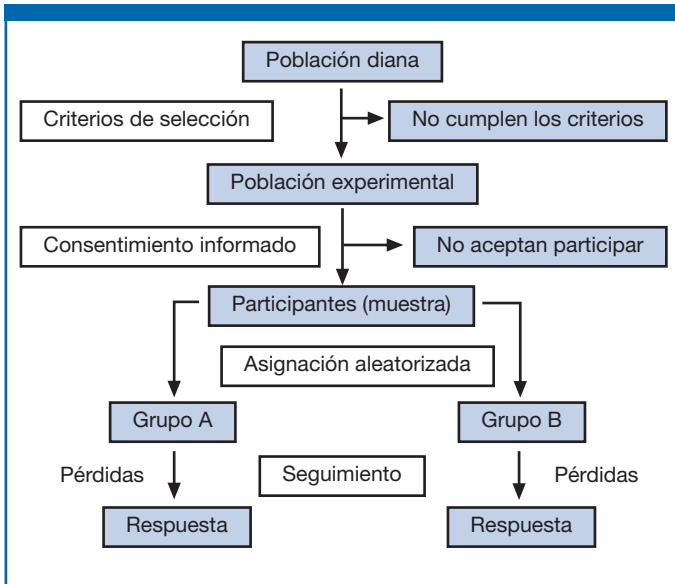 Población diana
Criterios de selección
No cumplen los criterios
Población experimental
Consentimiento informado
No aceptan participar
Participantes (muestra)
Asignación aleatorizada
Grupo A
Grupo B
Pérdidas
Seguimiento
Pérdidas
Respuesta
Respuesta